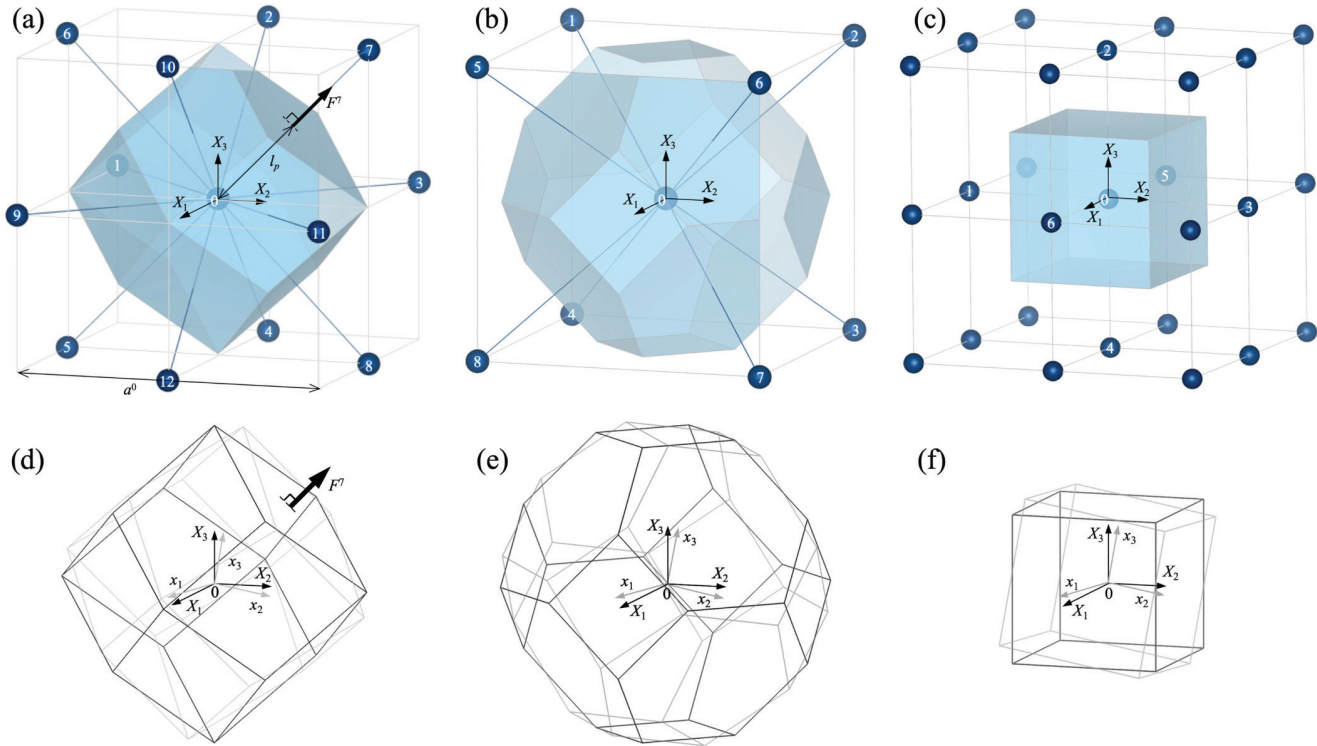 (a)
6
2
7
10
F⁷
X₃
l_p
1
X₁
0
X₂
3
9
11
5
4
12
8
a⁰
(b)
1
2
5
6
X₃
0
X₂
X₁
4
3
8
7
(c)
2
X₃
5
1
0
X₂
X₁
3
6
4
(d)
F⁷
X₃
x₃
x₁
X₂
X₁
0
x₂
(e)
X₃
x₃
x₁
X₂
X₁
0
x₂
(f)
X₃
x₃
x₁
X₂
X₁
0
x₂